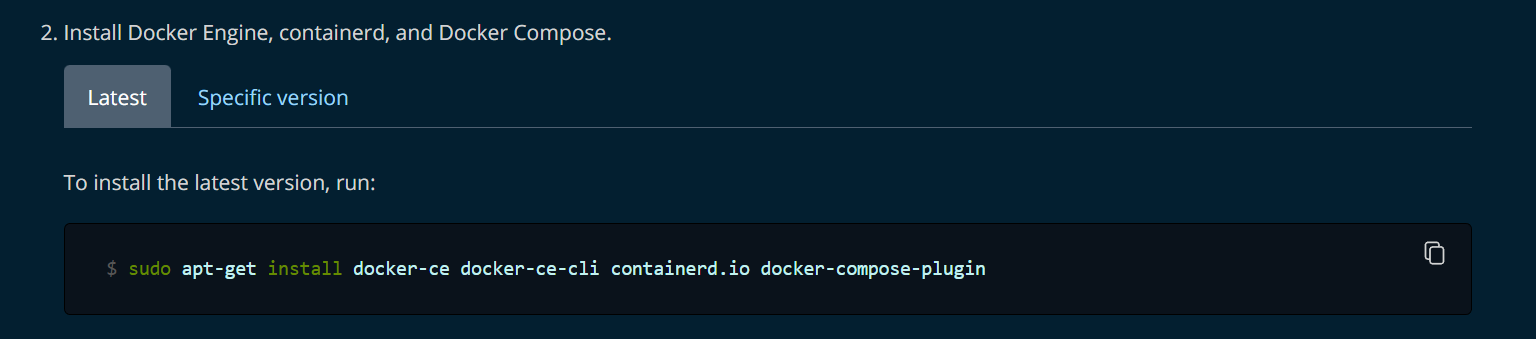 2. Install Docker Engine, containerd, and Docker Compose.
Latest Specific version
To install the latest version, run:
$ sudo apt-get install docker-ce docker-ce-cli containerd.io docker-compose-plugin